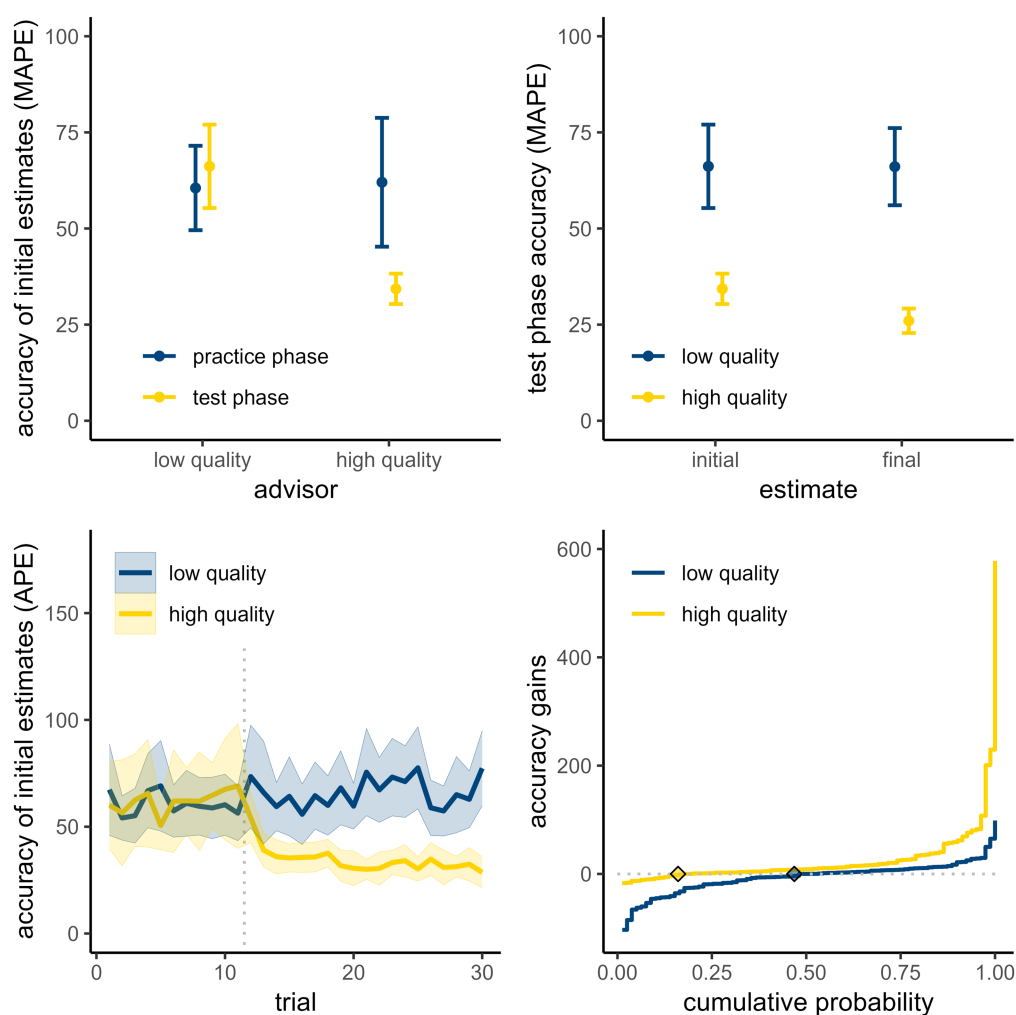 accuracy of initial estimates (MAPE)
100
75
50
25
0
practice phase
test phase
low quality
high quality
advisor
test phase accuracy (MAPE)
100
75
50
25
0
low quality
high quality
initial
final
estimate
accuracy of initial estimates (APE)
150
100
50
0
low quality
high quality
0
10
20
30
trial
accuracy gains
600
400
200
0
low quality
high quality
0.00
0.25
0.50
0.75
1.00
cumulative probability